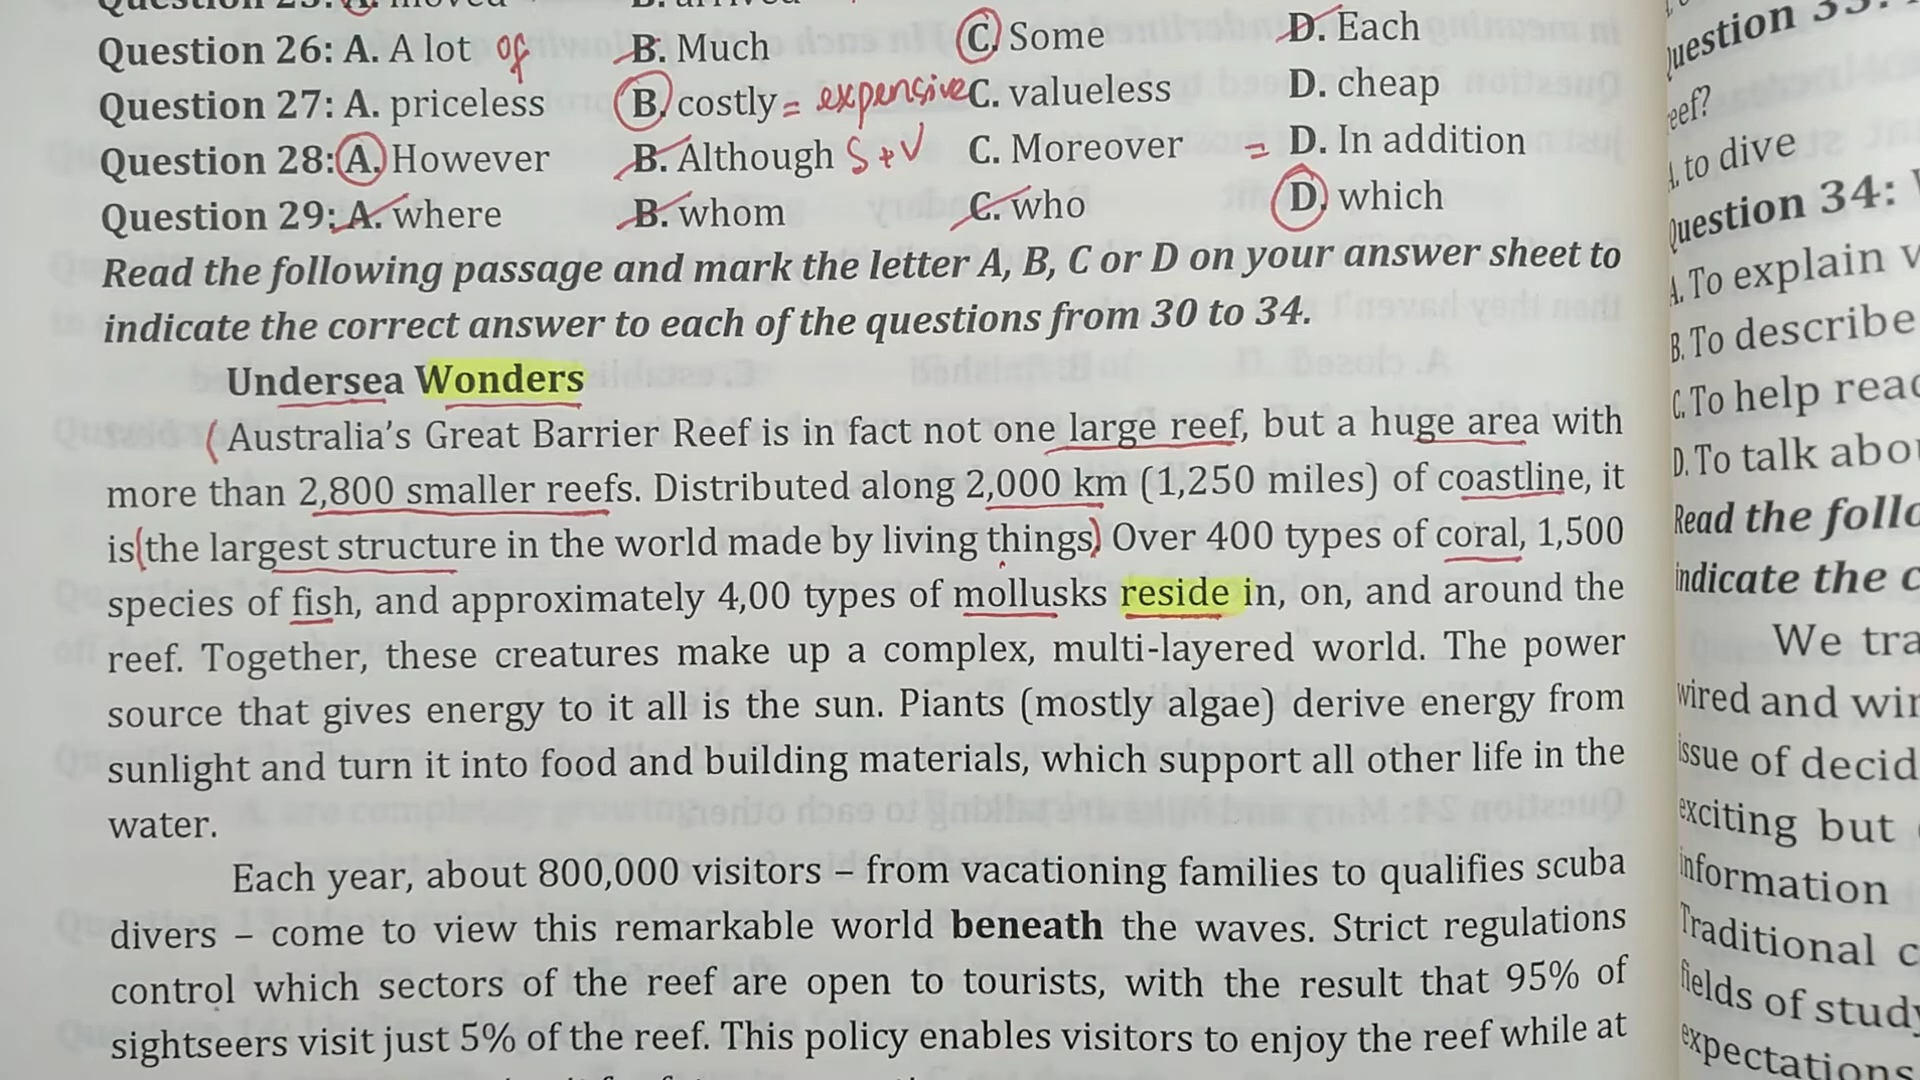 A. moved B. arrived
Question 26: A. A lot of B. Much C. Some D. Each
Question 27: A. priceless B. costly = expensive C. valueless D. cheap
Question 28: A. However B. Although S + V C. Moreover = D. In addition
Question 29: A. where B. whom C. who D. which
Read the following passage and mark the letter A, B, C or D on your answer sheet to
indicate the correct answer to each of the questions from 30 to 34.
Undersea Wonders
Australia's Great Barrier Reef is in fact not one large reef, but a huge area with
more than 2,800 smaller reefs. Distributed along 2,000 km (1,250 miles) of coastline, it
is the largest structure in the world made by living things. Over 400 types of coral, 1,500
species of fish, and approximately 4,00 types of mollusks reside in, on, and around the
reef. Together, these creatures make up a complex, multi-layered world. The power
source that gives energy to it all is the sun. Piants (mostly algae) derive energy from
sunlight and turn it into food and building materials, which support all other life in the
water.
Each year, about 800,000 visitors – from vacationing families to qualifies scuba
divers – come to view this remarkable world beneath the waves. Strict regulations
control which sectors of the reef are open to tourists, with the result that 95% of
sightseers visit just 5% of the reef. This policy enables visitors to enjoy the reef while at
Question 33:
reef?
A. to dive
Question 34:
A. To explain
B. To describe
C. To help
D. To talk
Read the
indicate the
We
wired and
issue of
exciting but
information
Traditional
fields of study
expectations